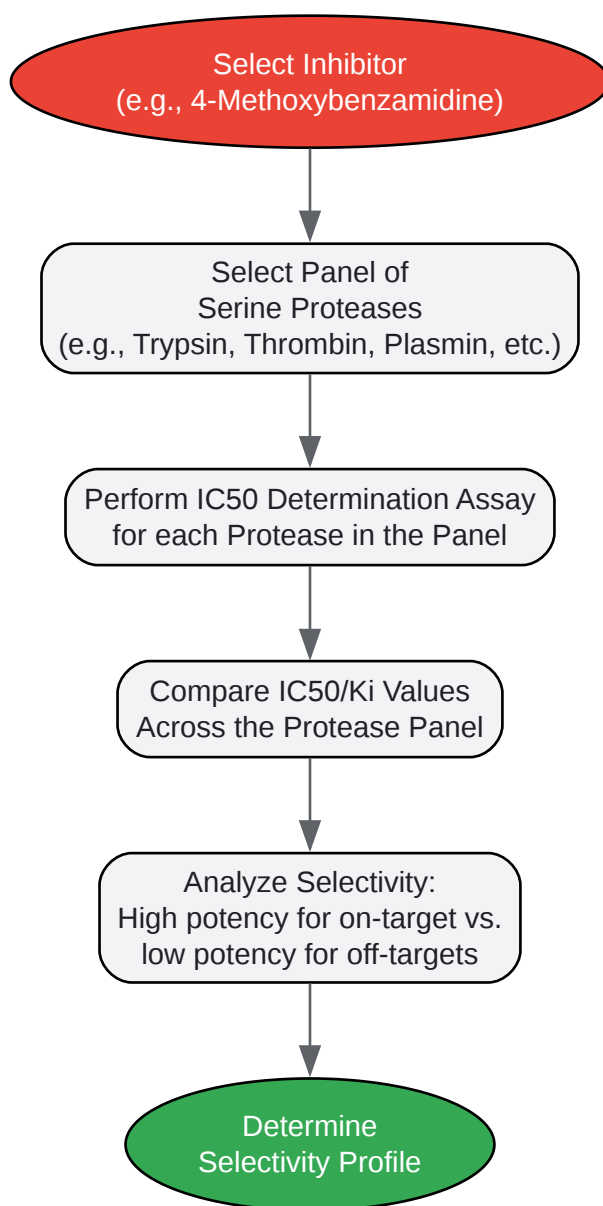 Select Inhibitor
(e.g., 4-Methoxybenzamidine)
Select Panel of
Serine Proteases
(e.g., Trypsin, Thrombin, Plasmin, etc.)
Perform IC50 Determination Assay
for each Protease in the Panel
Compare IC50/Ki Values
Across the Protease Panel
Analyze Selectivity:
High potency for on-target vs.
low potency for off-targets
Determine
Selectivity Profile